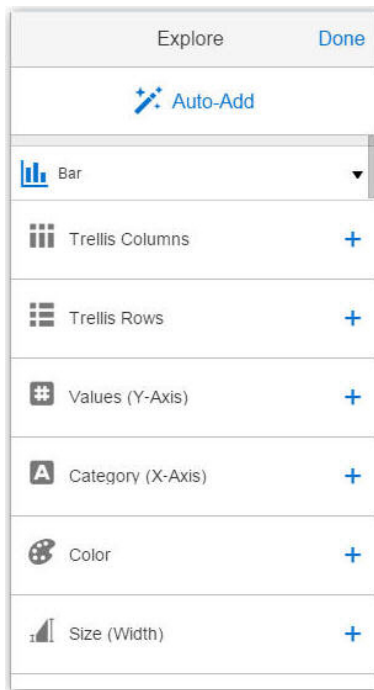 Explore Done
Auto-Add
Bar
Trellis Columns
Trellis Rows
Values (Y-Axis)
Category (X-Axis)
Color
Size (Width)